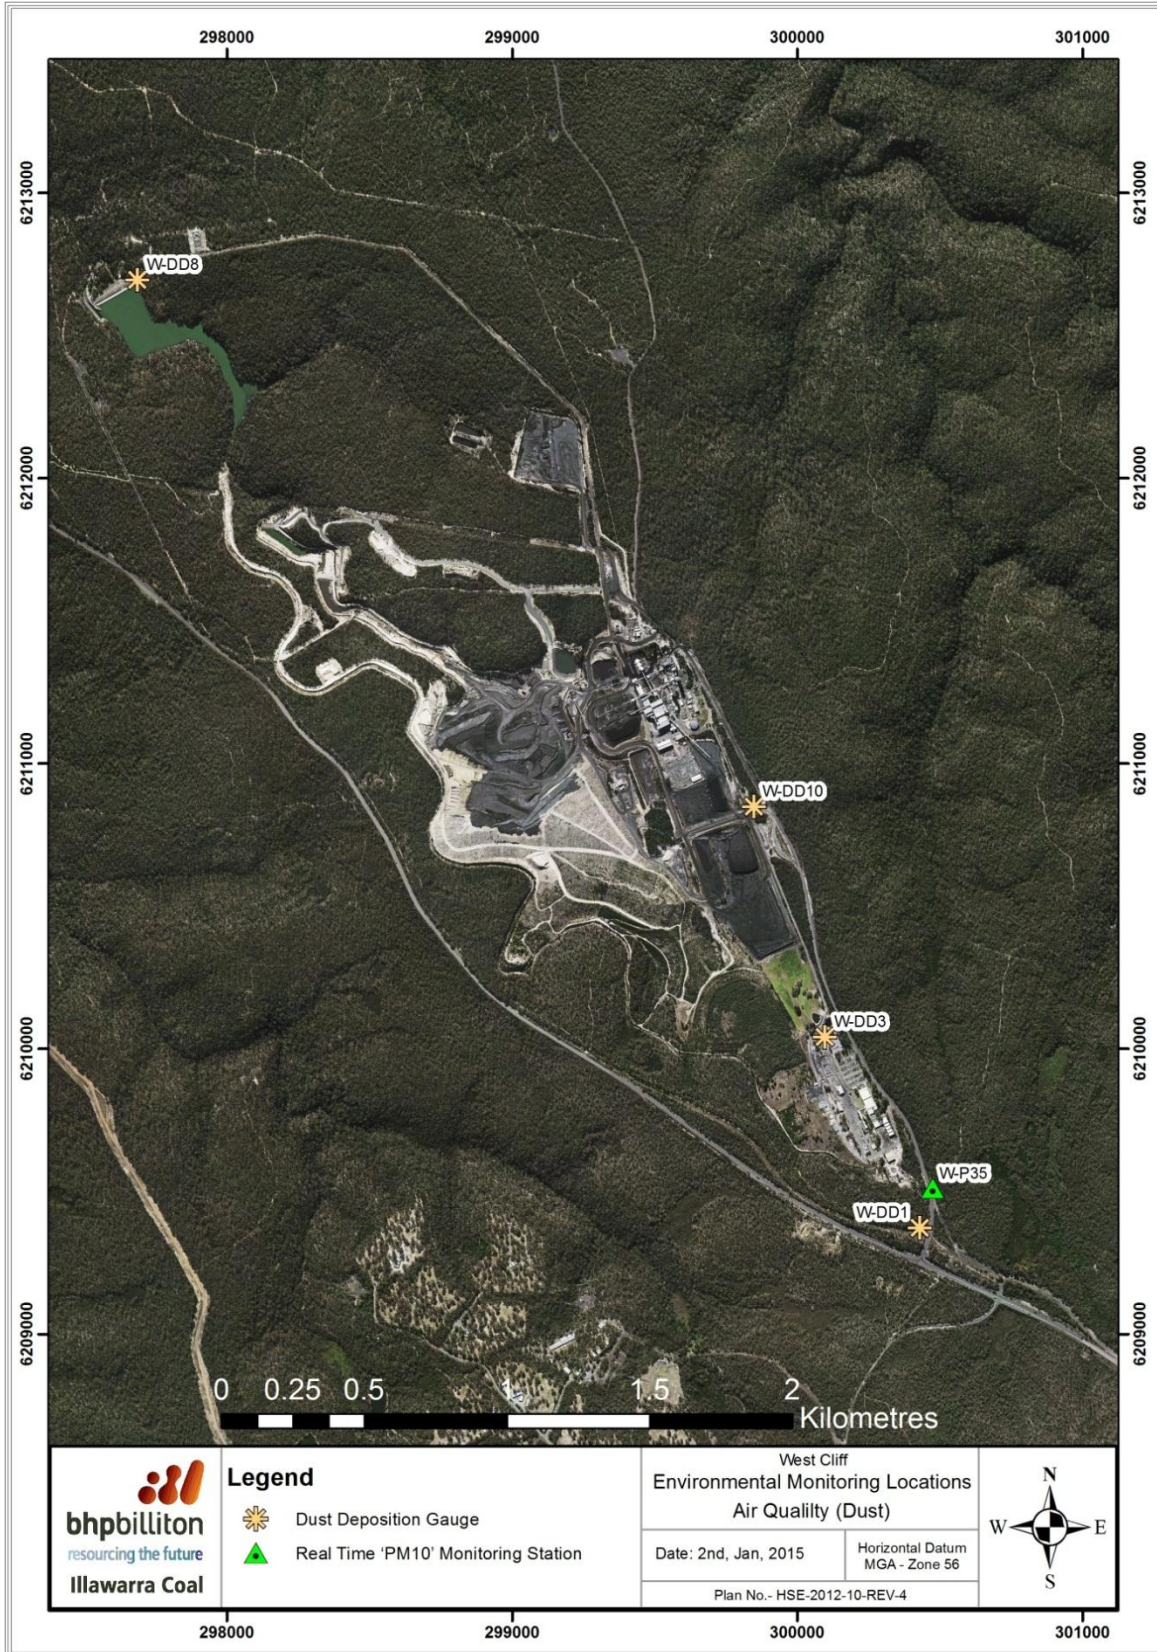 298000 299000 300000 301000
6213000 6213000
W-DD8
6212000 6212000
6211000 6211000
W-DD10
6210000 6210000
W-DD3
W-P35
W-DD1
6209000 6209000
0 0.25 0.5 1 1.5 2
Kilometres
bhpbilliton
resourcing the future
Illawarra Coal
Legend
Dust Deposition Gauge
Real Time 'PM10' Monitoring Station
West Cliff
Environmental Monitoring Locations
Air Qualilty (Dust)
Date: 2nd, Jan, 2015
Horizontal Datum
MGA - Zone 56
Plan No.- HSE-2012-10-REV-4
N
W E
S
298000 299000 300000 301000